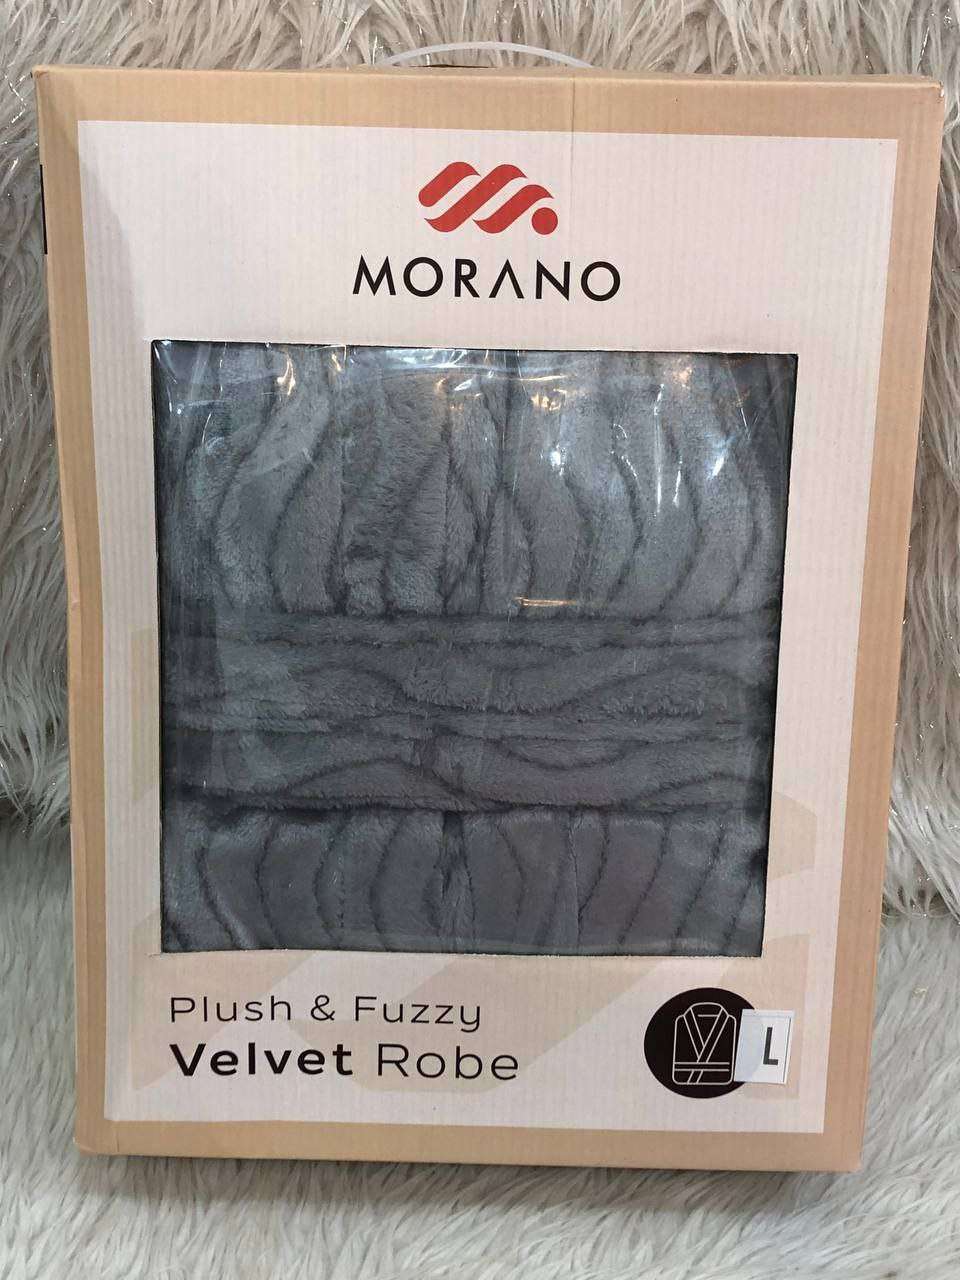 MORANO
Plush & Fuzzy
Velvet Robe
L